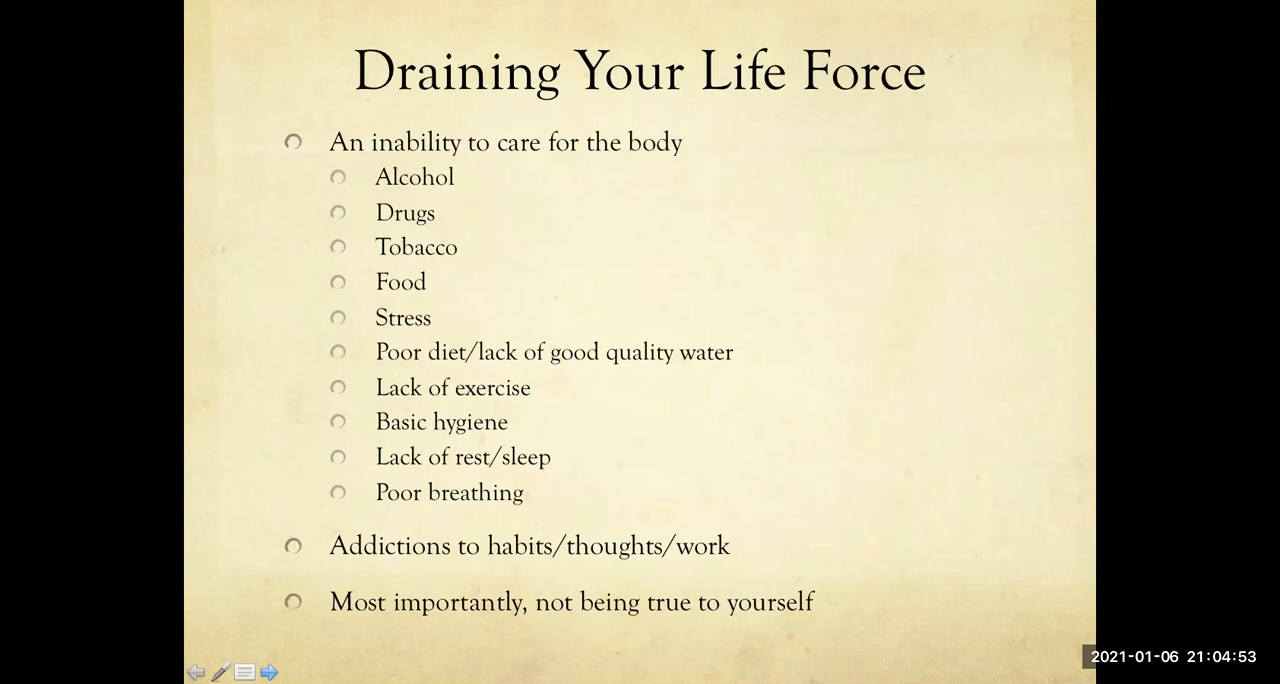 Draining Your Life Force
An inability to care for the body
Alcohol
Drugs
Tobacco
Food
Stress
Poor diet/lack of good quality water
Lack of exercise
Basic hygiene
Lack of rest/sleep
Poor breathing
Addictions to habits/thoughts/work
Most importantly, not being true to yourself
2021-01-06 21:04:53